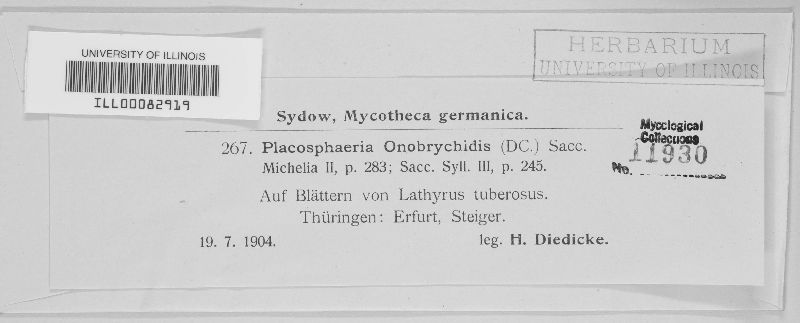 UNIVERSITY OF ILLINOIS
ILL00082919
HERBARIUM
UNIVERSITY OF ILLINOIS
Sydow, Mycotheca germanica.
267. Placosphaeria Onobrychidis (DC.) Sacc.
Michelia II, p. 283; Sacc. Syll. III, p. 245.
Mycological
Collections
No. 11930
Auf Blättern von Lathyrus tuberosus.
Thüringen: Erfurt, Steiger.
19. 7. 1904. leg. H. Diedicke.